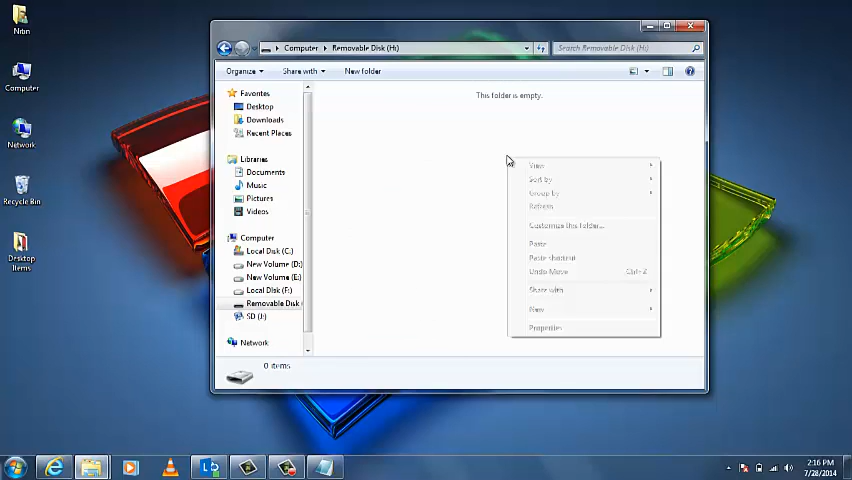 Nitin
Computer
Network
Recycle Bin
Desktop
Items
Computer
Removable Disk (H:)
Search Removable Disk (H:)
Organize
Share with
New folder
Favorites
Desktop
Downloads
Recent Places
Libraries
Documents
Music
Pictures
Videos
Computer
Local Disk (C:)
New Volume (D:)
New Volume (E:)
Local Disk (F:)
Removable Disk
SD (J:)
Network
This folder is empty.
View
Sort by
Group by
Refresh
Customize this folder...
Paste
Paste shortcut
Undo Move
Ctrl+Z
Share with
New
Properties
0 items
2:16 PM
7/28/2014